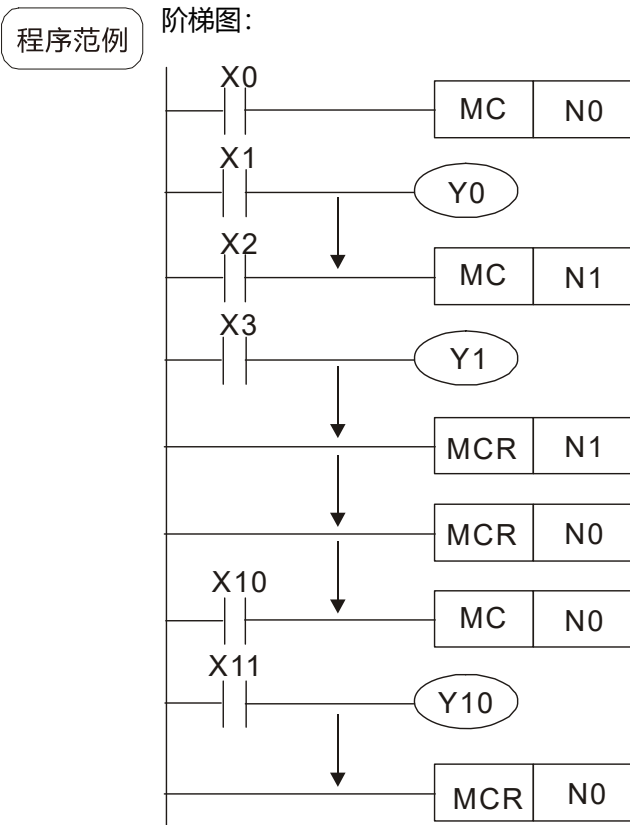 程序范例
阶梯图：
X0
MC N0
X1
Y0
X2
MC N1
X3
Y1
MCR N1
MCR N0
X10
MC N0
X11
Y10
MCR N0